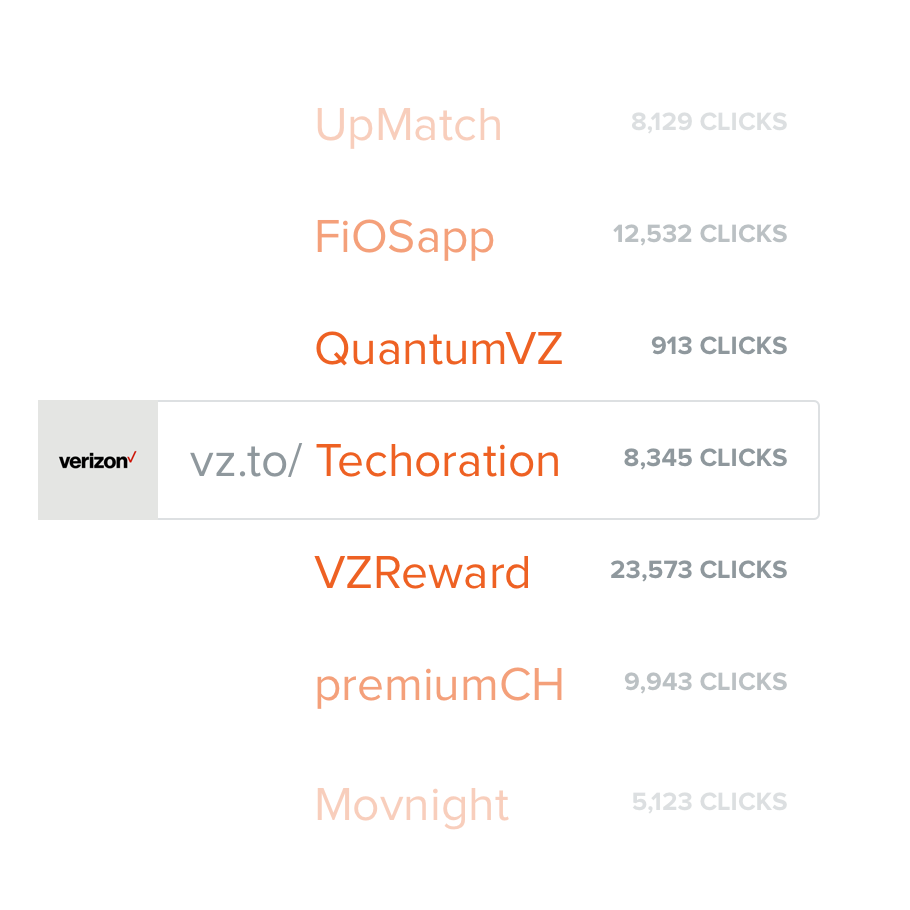 UpMatch 8,129 CLICKS
FiOSapp 12,532 CLICKS
QuantumVZ 913 CLICKS
verizon vz.to/ Techoration 8,345 CLICKS
VZReward 23,573 CLICKS
premiumCH 9,943 CLICKS
Movnight 5,123 CLICKS